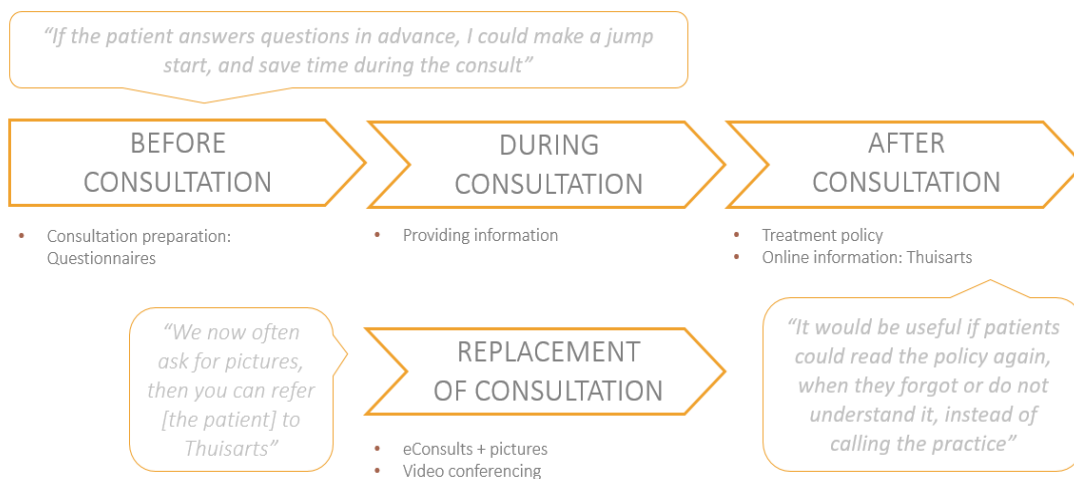 “If the patient answers questions in advance, I could make a jump
start, and save time during the consult”
BEFORE
CONSULTATION
• Consultation preparation:
Questionnaires
DURING
CONSULTATION
• Providing information
AFTER
CONSULTATION
• Treatment policy
• Online information: Thuisarts
“We now often
ask for pictures,
then you can refer
[the patient] to
Thuisarts”
REPLACEMENT
OF CONSULTATION
• eConsults + pictures
• Video conferencing
“It would be useful if patients
could read the policy again,
when they forgot or do not
understand it, instead of
calling the practice”